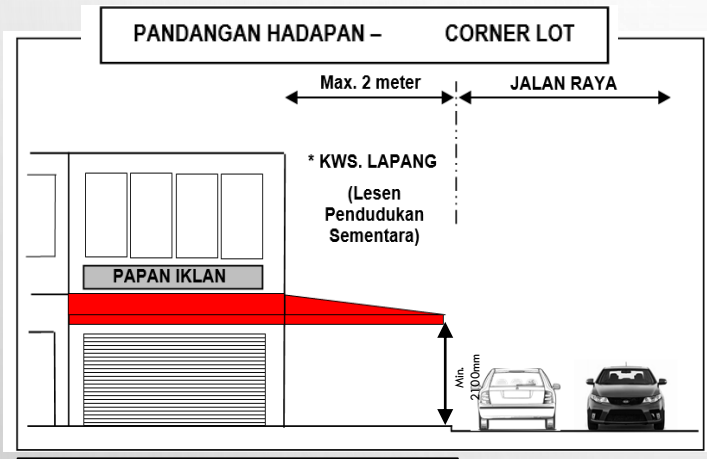 PANDANGAN HADAPAN – CORNER LOT
Max. 2 meter
JALAN RAYA
* KWS. LAPANG
(Lesen
Pendudukan
Sementara)
PAPAN IKLAN
Min.
2100mm